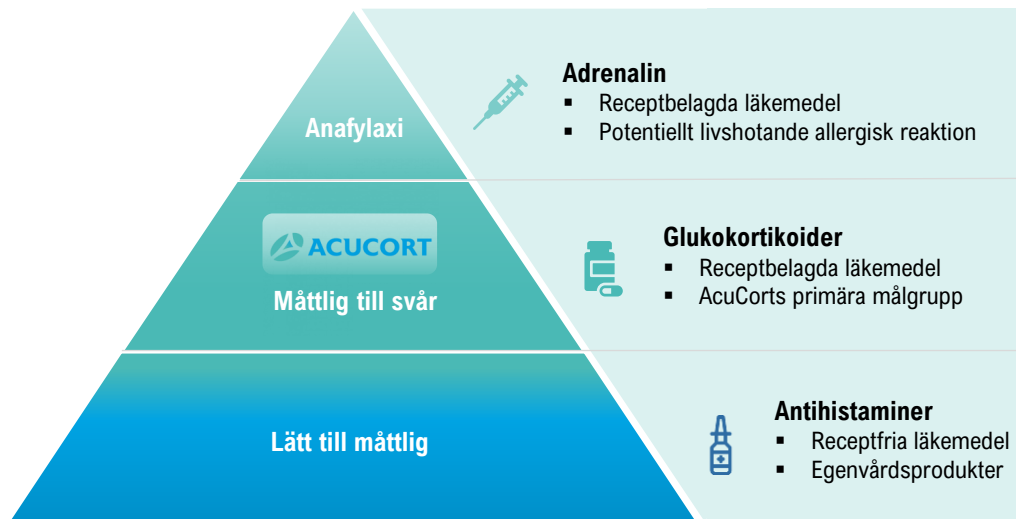 Anafylaxi
Adrenalin
▪ Receptbelagda läkemedel
▪ Potentiellt livshotande allergisk reaktion
ACUCORT
Måttlig till svår
Glukokortikoider
▪ Receptbelagda läkemedel
▪ AcuCorts primära målgrupp
Lätt till måttlig
Antihistaminer
▪ Receptfria läkemedel
▪ Egenvårdsprodukter